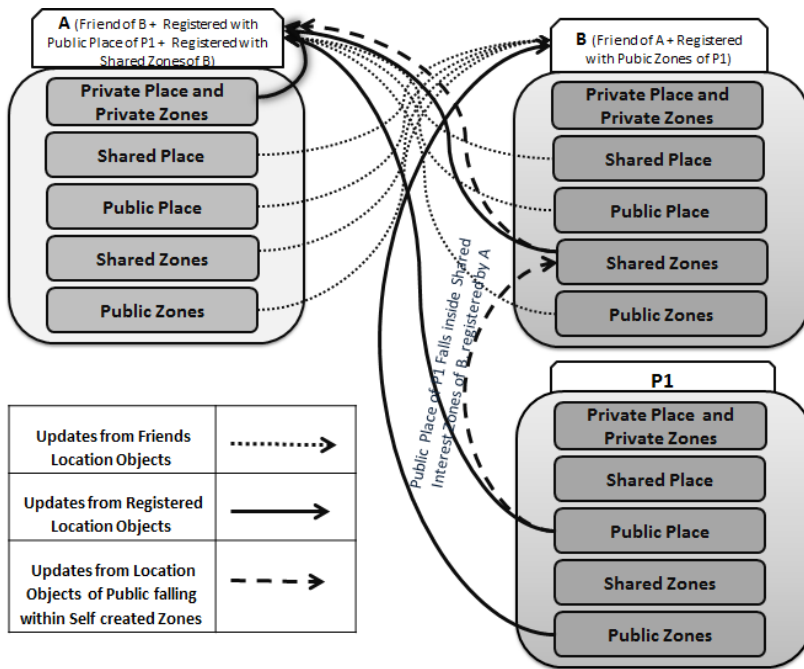 A (Friend of B + Registered with
Public Place of P1 + Registered with
Shared Zones of B)
Private Place and
Private Zones
Shared Place
Public Place
Shared Zones
Public Zones
B (Friend of A + Registered
with Pubic Zones of P1)
Private Place and
Private Zones
Shared Place
Public Place
Shared Zones
Public Zones
Public Place of P1 Falls inside Shared
Interest Zones of B registered by A
P1
Private Place and
Private Zones
Shared Place
Public Place
Shared Zones
Public Zones
Updates from Friends
Location Objects
Updates from Registered
Location Objects
Updates from Location
Objects of Public falling
within Self created Zones